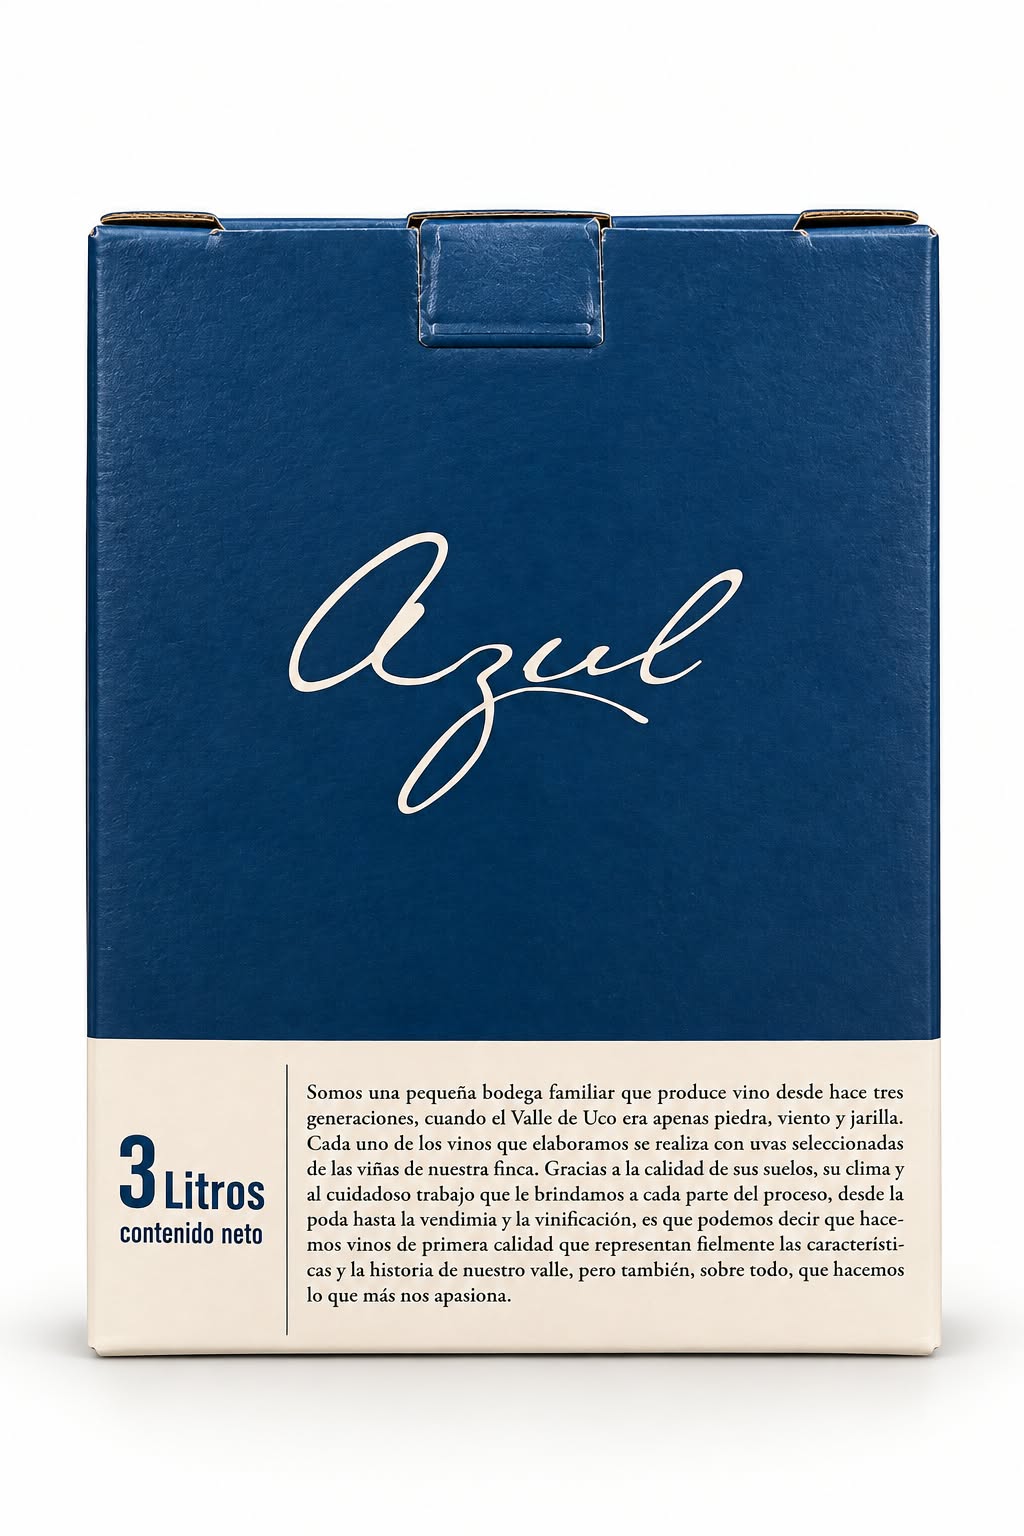 Azul
3 Litros
contenido neto
Somos una pequeña bodega familiar que produce vino desde hace tres
generaciones, cuando el Valle de Uco era apenas piedra, viento y jarilla.
Cada uno de los vinos que elaboramos se realiza con uvas seleccionadas
de las viñas de nuestra finca. Gracias a la calidad de sus suelos, su clima y
al cuidadoso trabajo que le brindamos a cada parte del proceso, desde la
poda hasta la vendimia y la vinificación, es que podemos decir que hace-
mos vinos de primera calidad que representan fielmente las característi-
cas y la historia de nuestro valle, pero también, sobre todo, que hacemos
lo que más nos apasiona.